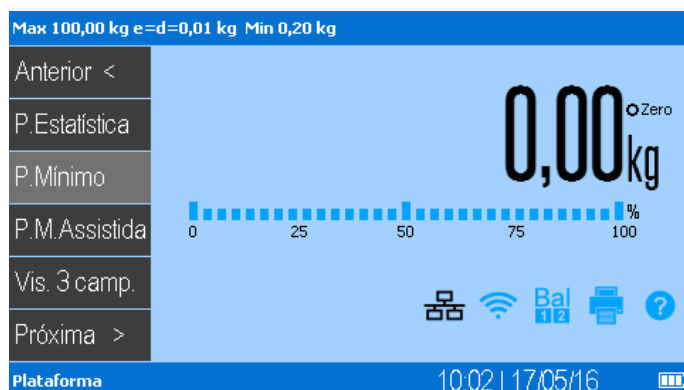 Max 100,00 kg e=d=0,01 kg Min 0,20 kg
Anterior <
P.Estatística
P.Mínimo
P.M.Assistida
Vis. 3 camp.
Próxima >
0,00 kg
Zero
%
0 25 50 75 100
Bal
1 2
?
Plataforma
10:02 | 17/05/16